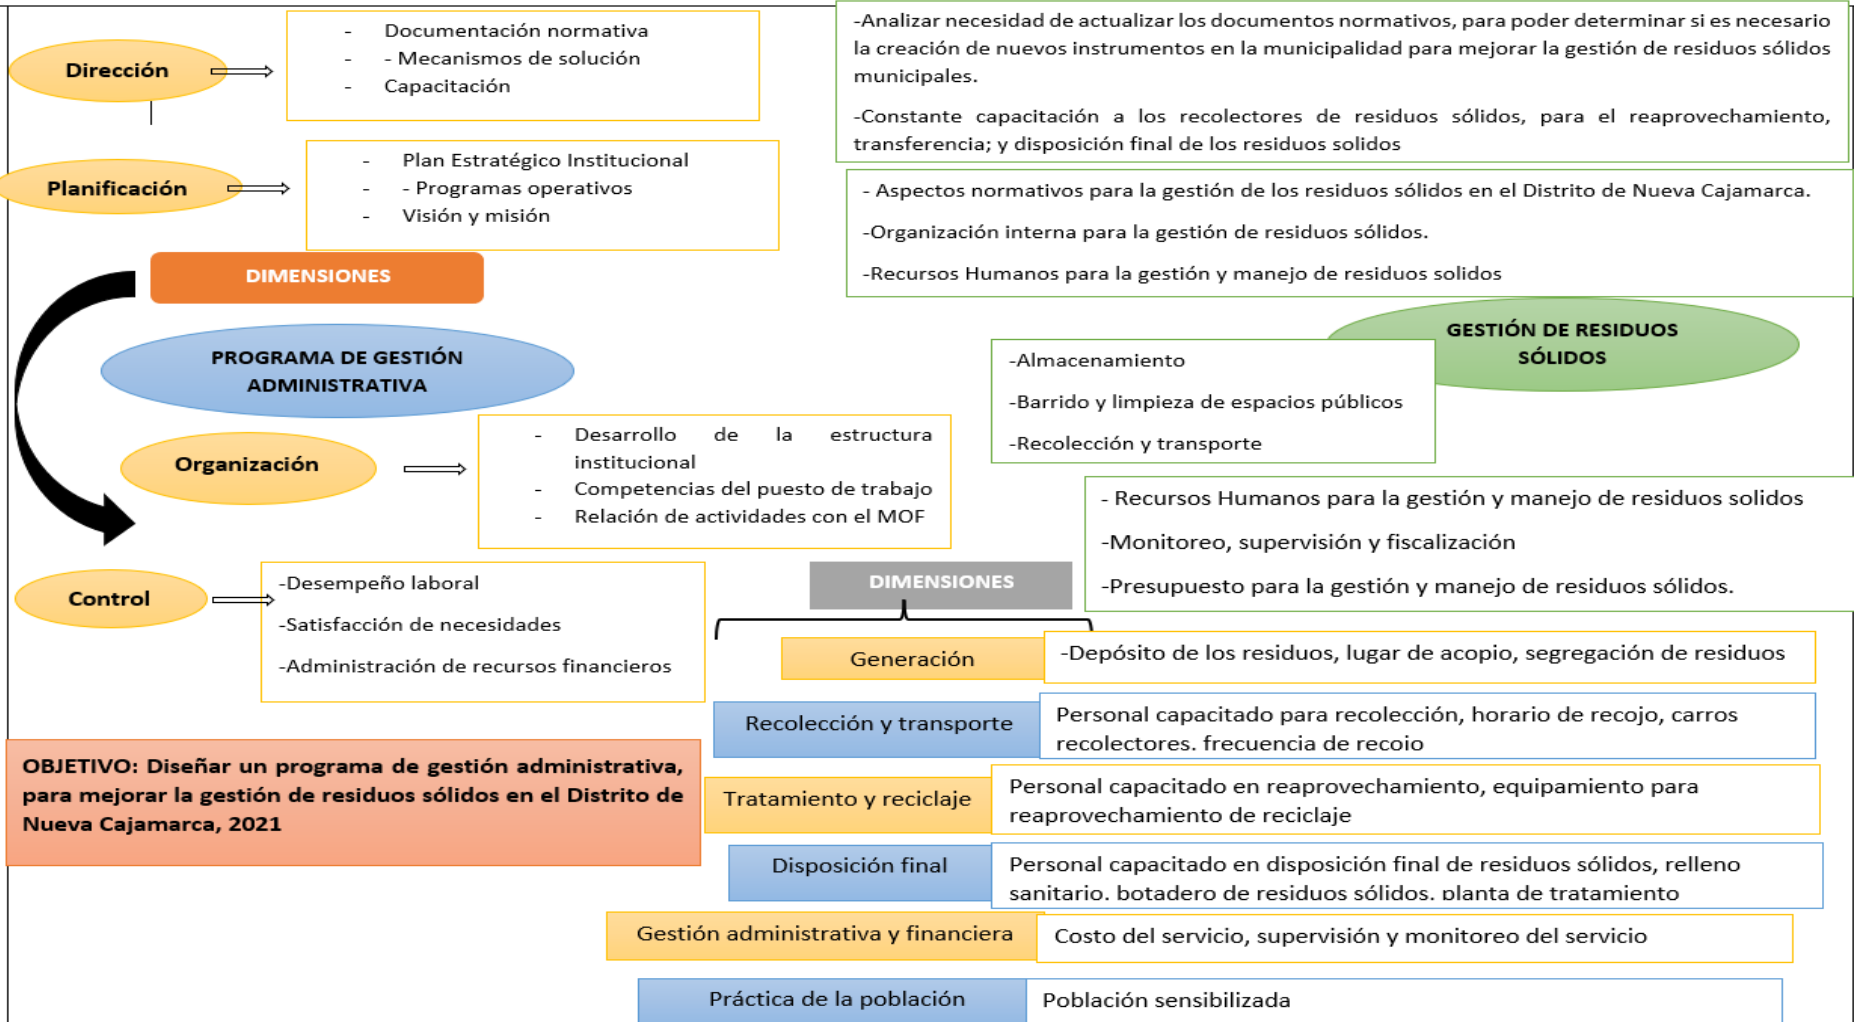 Dirección
- Documentación normativa
- - Mecanismos de solución
- Capacitación
-Analizar necesidad de actualizar los documentos normativos, para poder determinar si es necesario
la creación de nuevos instrumentos en la municipalidad para mejorar la gestión de residuos sólidos
municipales.
-Constante capacitación a los recolectores de residuos sólidos, para el reaprovechamiento,
transferencia; y disposición final de los residuos solidos
Planificación
- Plan Estratégico Institucional
- - Programas operativos
- Visión y misión
- Aspectos normativos para la gestión de los residuos sólidos en el Distrito de Nueva Cajamarca.
-Organización interna para la gestión de residuos sólidos.
-Recursos Humanos para la gestión y manejo de residuos solidos
DIMENSIONES
PROGRAMA DE GESTIÓN
ADMINISTRATIVA
GESTIÓN DE RESIDUOS
SÓLIDOS
-Almacenamiento
-Barrido y limpieza de espacios públicos
-Recolección y transporte
Organización
- Desarrollo de la estructura
institucional
- Competencias del puesto de trabajo
- Relación de actividades con el MOF
- Recursos Humanos para la gestión y manejo de residuos solidos
-Monitoreo, supervisión y fiscalización
-Presupuesto para la gestión y manejo de residuos sólidos.
Control
-Desempeño laboral
-Satisfacción de necesidades
-Administración de recursos financieros
DIMENSIONES
Generación
-Depósito de los residuos, lugar de acopio, segregación de residuos
Recolección y transporte
Personal capacitado para recolección, horario de recojo, carros
recolectores. frecuencia de recojo
OBJETIVO: Diseñar un programa de gestión administrativa,
para mejorar la gestión de residuos sólidos en el Distrito de
Nueva Cajamarca, 2021
Tratamiento y reciclaje
Personal capacitado en reaprovechamiento, equipamiento para
reaprovechamiento de reciclaje
Disposición final
Personal capacitado en disposición final de residuos sólidos, relleno
sanitario. botadero de residuos sólidos. planta de tratamiento
Gestión administrativa y financiera
Costo del servicio, supervisión y monitoreo del servicio
Práctica de la población
Población sensibilizada